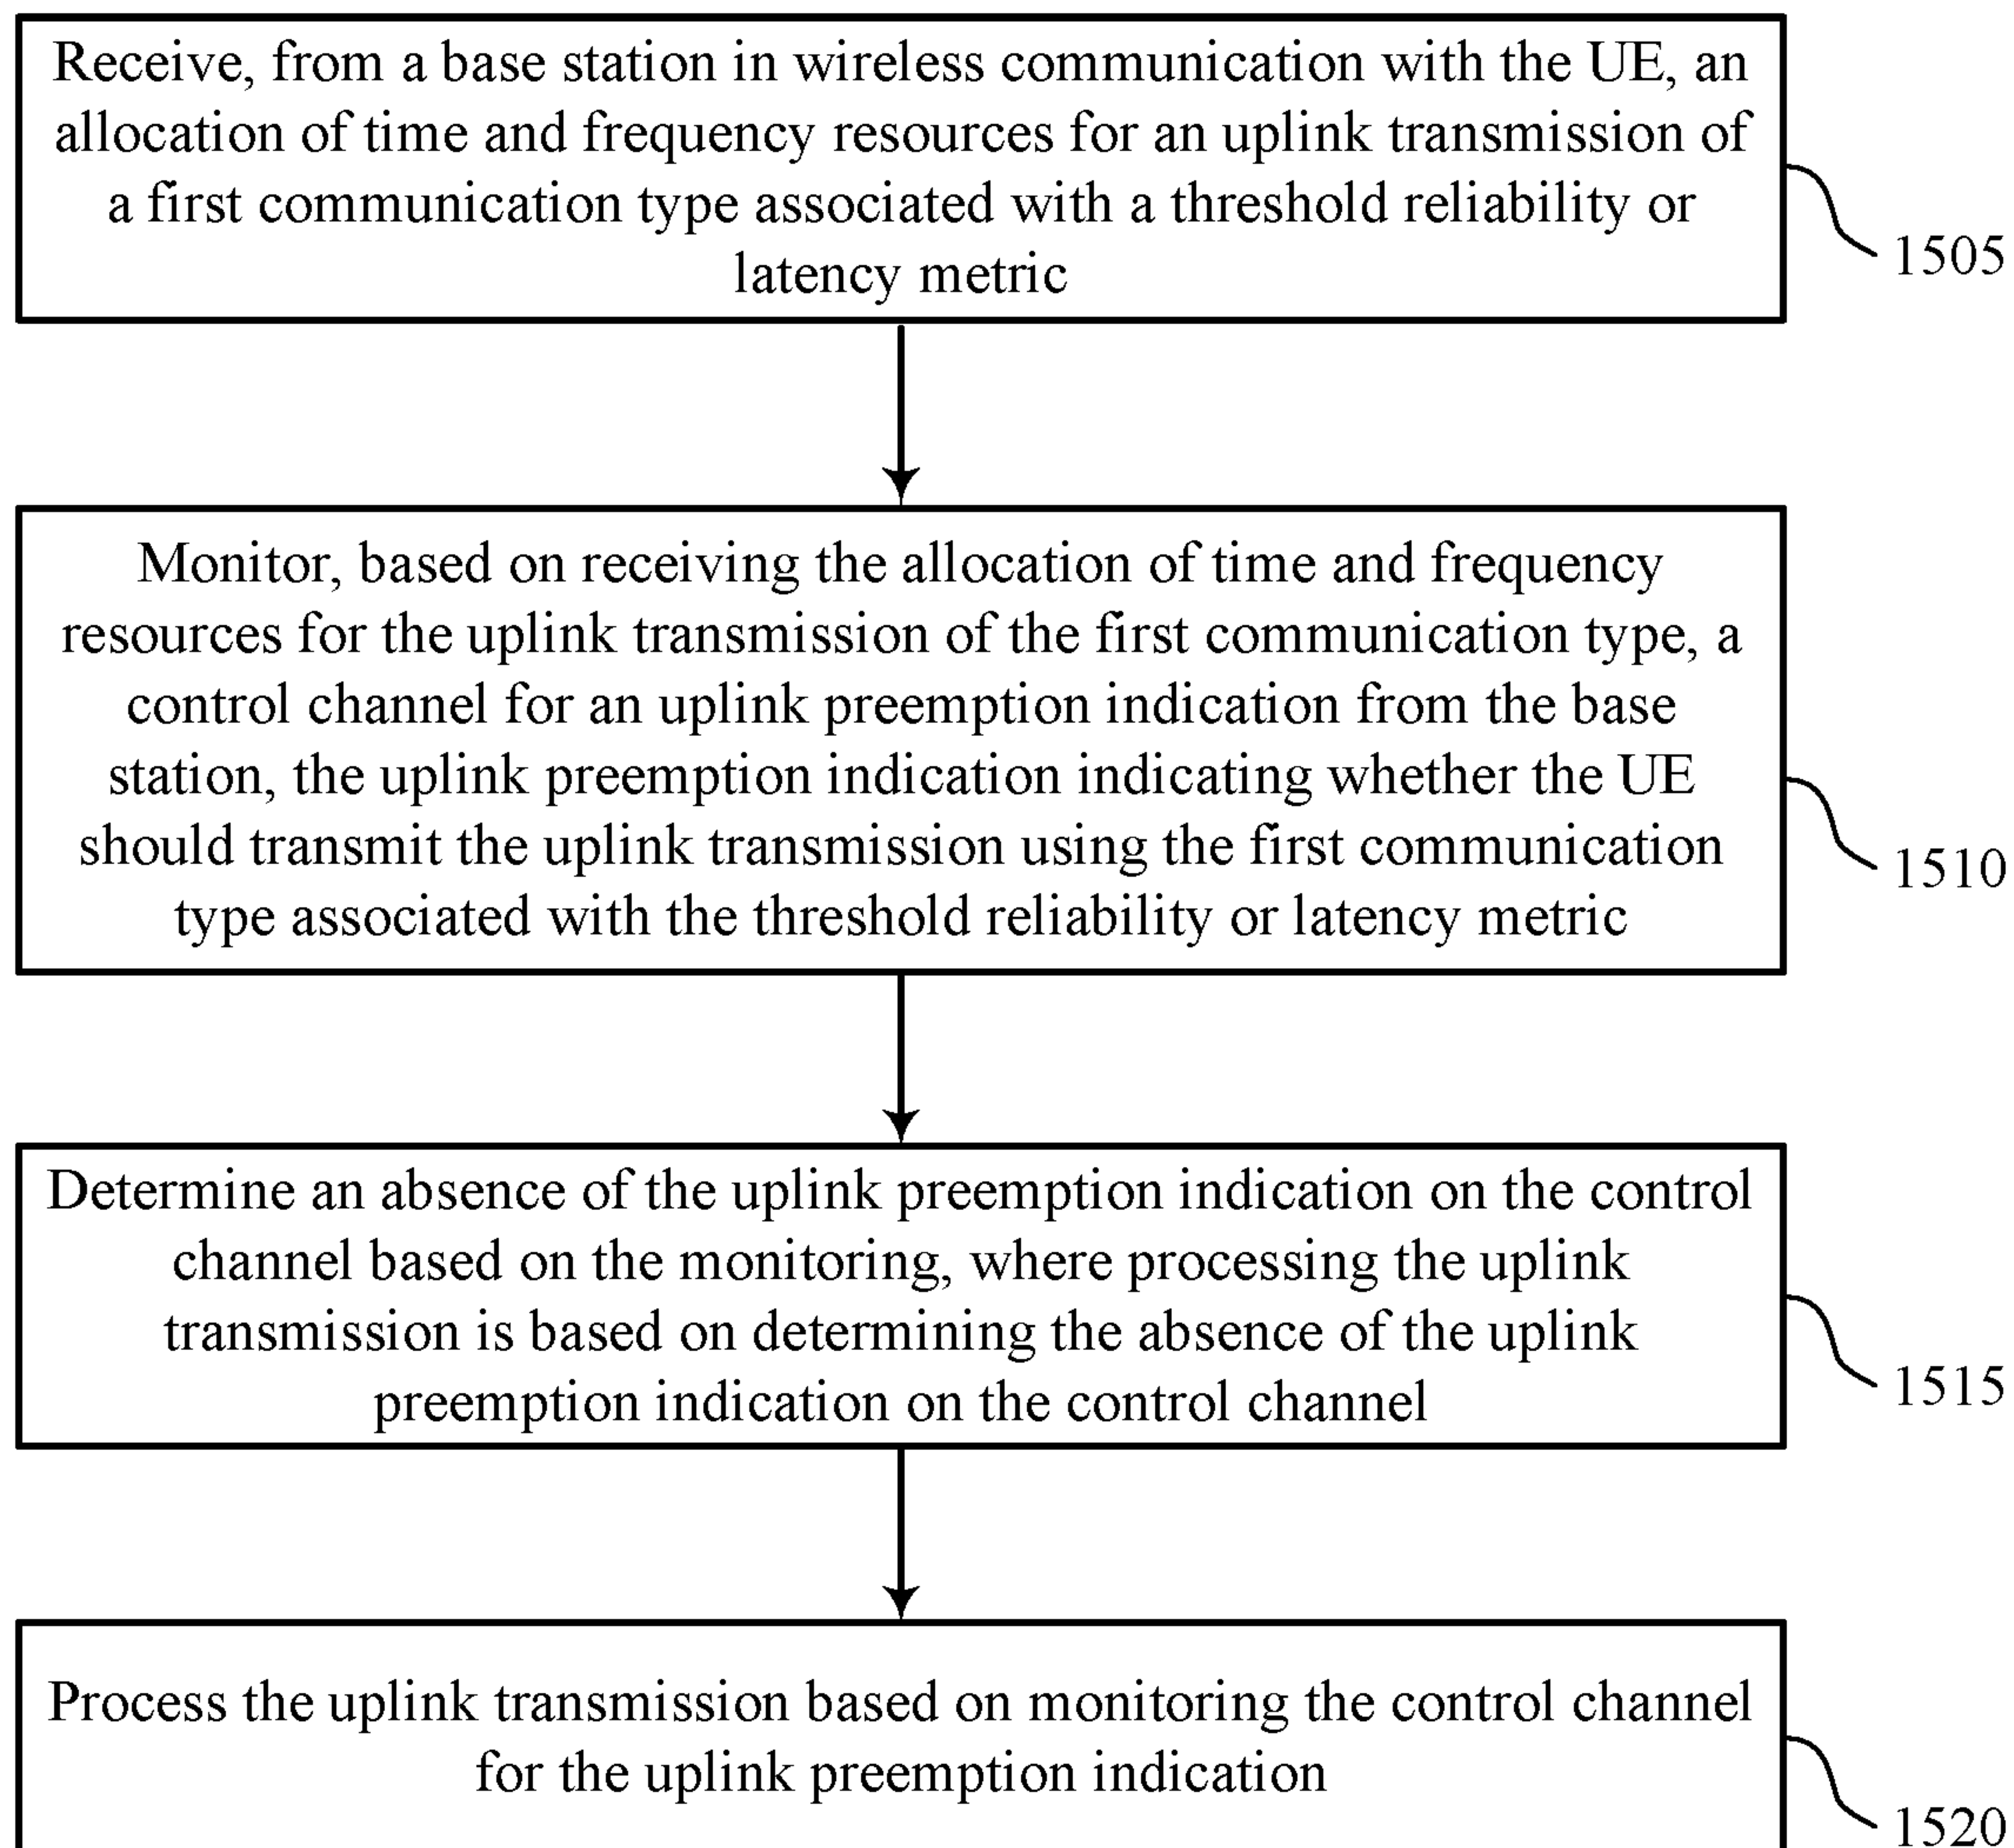 Receive, from a base station in wireless communication with the UE, an
allocation of time and frequency resources for an uplink transmission of
a first communication type associated with a threshold reliability or
latency metric
1505
Monitor, based on receiving the allocation of time and frequency
resources for the uplink transmission of the first communication type, a
control channel for an uplink preemption indication from the base
station, the uplink preemption indication indicating whether the UE
should transmit the uplink transmission using the first communication
type associated with the threshold reliability or latency metric
1510
Determine an absence of the uplink preemption indication on the control
channel based on the monitoring, where processing the uplink
transmission is based on determining the absence of the uplink
preemption indication on the control channel
1515
Process the uplink transmission based on monitoring the control channel
for the uplink preemption indication
1520